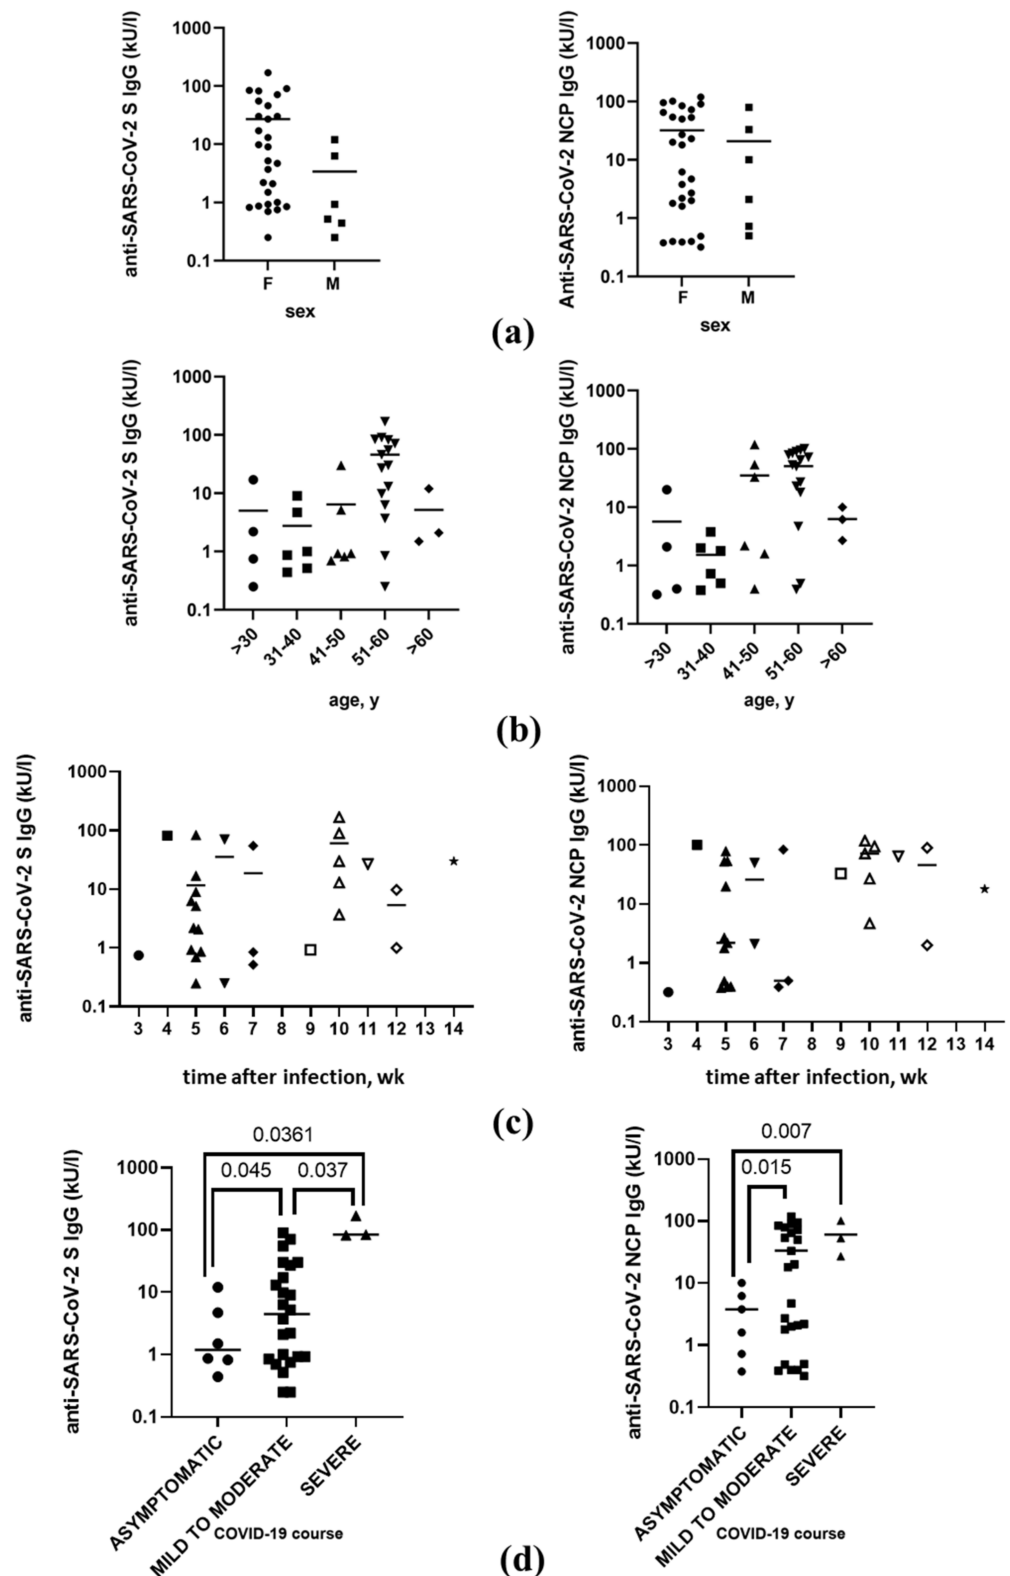 anti-SARS-CoV-2 S IgG (kU/l)
1000
100
10
1
0.1
F M
sex
Anti-SARS-CoV-2 NCP IgG (kU/l)
1000
100
10
1
0.1
F M
sex
(a)
anti-SARS-CoV-2 S IgG (kU/l)
1000
100
10
1
0.1
>30 31-40 41-50 51-60 >60
age, y
anti-SARS-CoV-2 NCP IgG (kU/l)
1000
100
10
1
0.1
>30 31-40 41-50 51-60 >60
age, y
(b)
anti-SARS-CoV-2 S IgG (kU/l)
1000
100
10
1
0.1
3 4 5 6 7 8 9 10 11 12 13 14
time after infection, wk
anti-SARS-CoV-2 NCP IgG (kU/l)
1000
100
10
1
0.1
3 4 5 6 7 8 9 10 11 12 13 14
time after infection, wk
(c)
anti-SARS-CoV-2 S IgG (kU/l)
0.0361
0.045 0.037
1000
100
10
1
0.1
ASYMPTOMATIC MILD TO MODERATE SEVERE
COVID-19 course
anti-SARS-CoV-2 NCP IgG (kU/l)
0.007
0.015
1000
100
10
1
0.1
ASYMPTOMATIC MILD TO MODERATE SEVERE
COVID-19 course
(d)